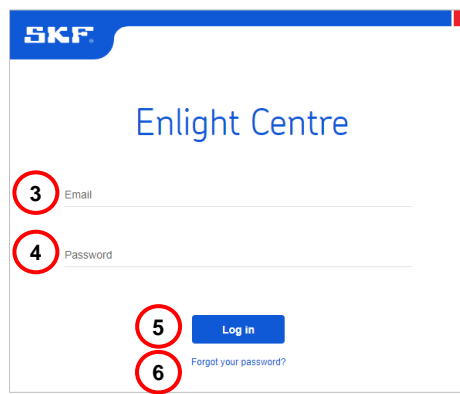 SKF.
Enlight Centre
3 Email
4 Password
5 Log in
6 Forgot your password?